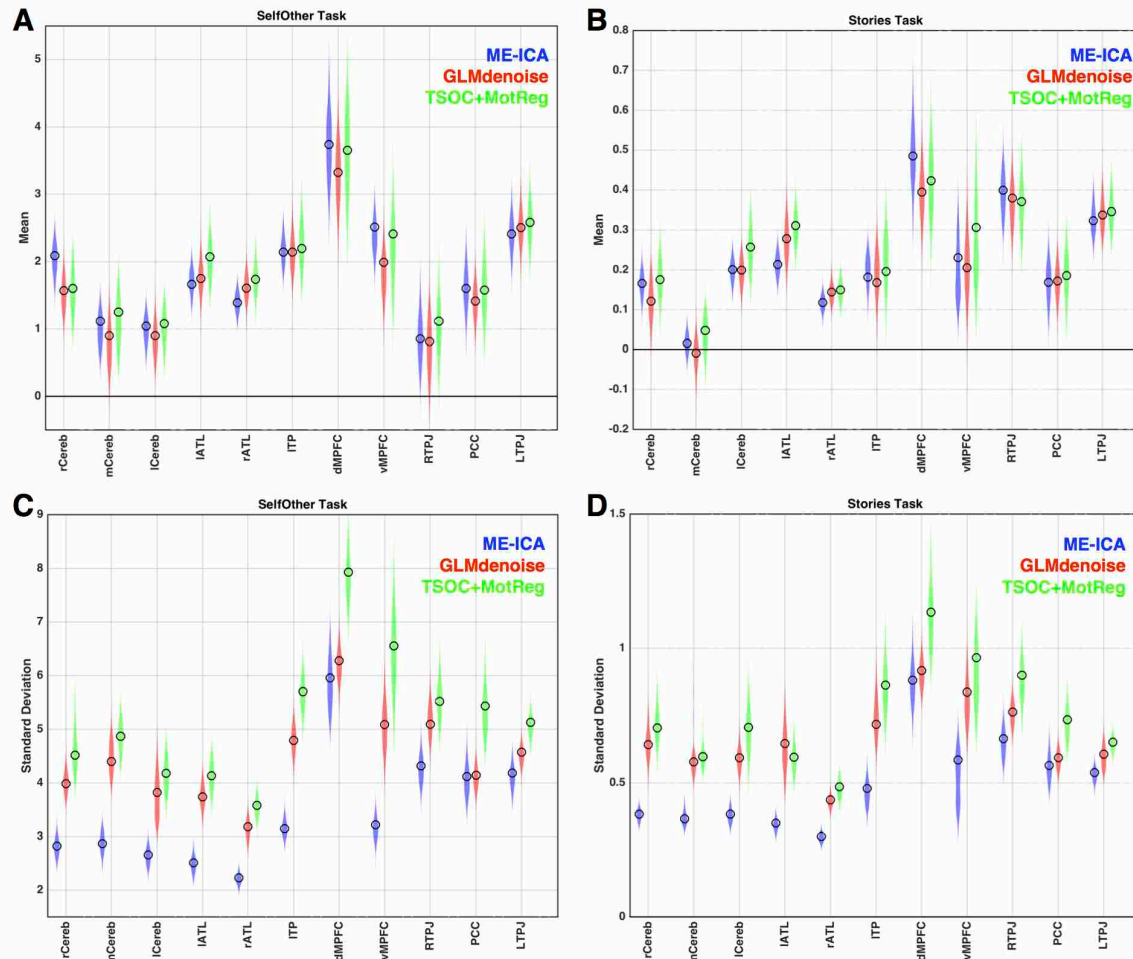 A
SelfOther Task
ME-ICA
GLMdenoise
TSOC+MotReg
Mean
5
4
3
2
1
0
rCereb
mCereb
lCereb
lATL
rATL
lTP
dMPFC
vMPFC
RTPJ
PCC
LTPJ
B
Stories Task
ME-ICA
GLMdenoise
TSOC+MotReg
Mean
0.8
0.7
0.6
0.5
0.4
0.3
0.2
0.1
0
-0.1
-0.2
rCereb
mCereb
lCereb
lATL
rATL
lTP
dMPFC
vMPFC
RTPJ
PCC
LTPJ
C
SelfOther Task
ME-ICA
GLMdenoise
TSOC+MotReg
Standard Deviation
9
8
7
6
5
4
3
2
rCereb
mCereb
lCereb
lATL
rATL
lTP
dMPFC
vMPFC
RTPJ
PCC
LTPJ
D
Stories Task
ME-ICA
GLMdenoise
TSOC+MotReg
Standard Deviation
1.5
1
0.5
0
rCereb
mCereb
lCereb
lATL
rATL
lTP
dMPFC
vMPFC
RTPJ
PCC
LTPJ